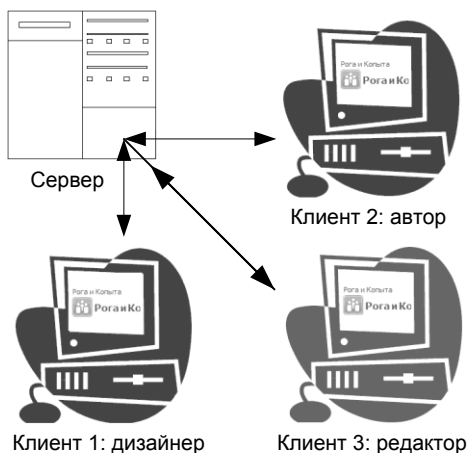 Рога и Копыта
Рога и Ко
Сервер
Клиент 2: автор
Рога и Копыта
Рога и Ко
Рога и Копыта
Рога и Ко
Клиент 1: дизайнер
Клиент 3: редактор